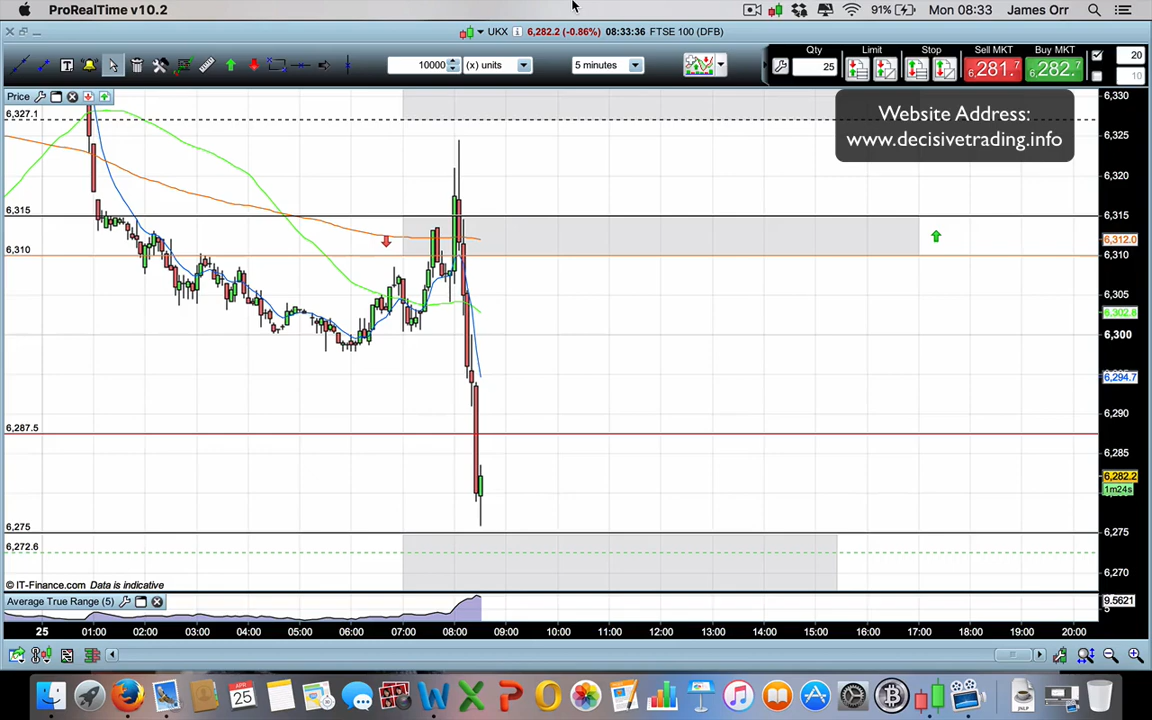 ProRealTime v10.2
91%
Mon 08:33
James Orr
UKX
6,282.2 (-0.86%)
08:33:36
FTSE 100 (DFB)
10000
(x) units
5 minutes
Qty
25
Limit
Stop
Sell MKT
6,281.7
Buy MKT
6,282.7
20
10
Price
Website Address:
www.decisivetrading.info
6,327.1
6,315
6,310
6,287.5
6,275
6,272.6
6,330
6,325
6,320
6,315
6,312.0
6,310
6,305
6,302.8
6,300
6,294.7
6,290
6,285
6,282.2
1m24s
6,275
6,270
© IT-Finance.com Data is indicative
Average True Range (5)
9.5621
5
25
01:00
02:00
03:00
04:00
05:00
06:00
07:00
08:00
09:00
10:00
11:00
12:00
13:00
14:00
15:00
16:00
17:00
18:00
19:00
20:00
APR
25